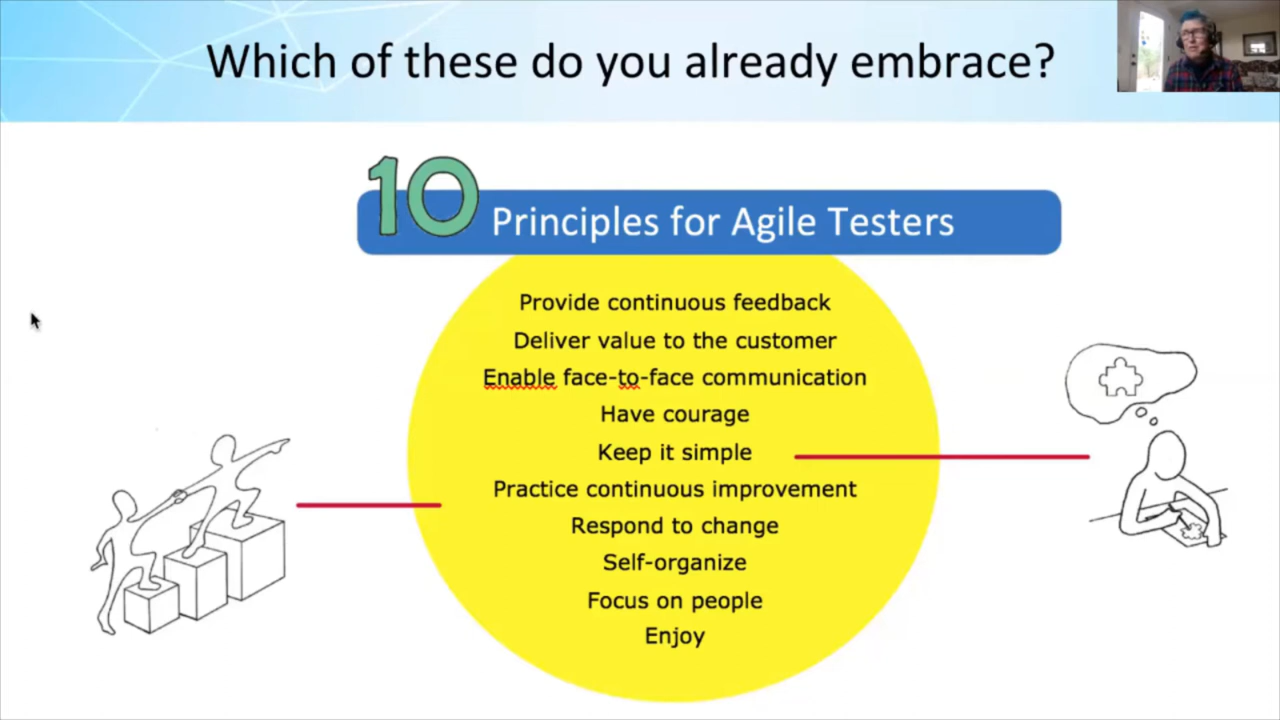 Which of these do you already embrace?
10 Principles for Agile Testers
Provide continuous feedback
Deliver value to the customer
Enable face-to-face communication
Have courage
Keep it simple
Practice continuous improvement
Respond to change
Self-organize
Focus on people
Enjoy